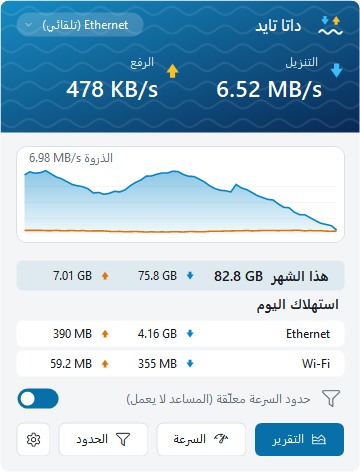 داتا تايد
Ethernet (تلقائي)
التنزيل
الرفع
6.52 MB/s
478 KB/s
الذروة 6.98 MB/s
هذا الشهر 82.8 GB 75.8 GB 7.01 GB
استهلاك اليوم
Ethernet 4.16 GB 390 MB
Wi-Fi 355 MB 59.2 MB
حدود السرعة معلّقة (المساعد لا يعمل)
التقرير
السرعة
الحدود